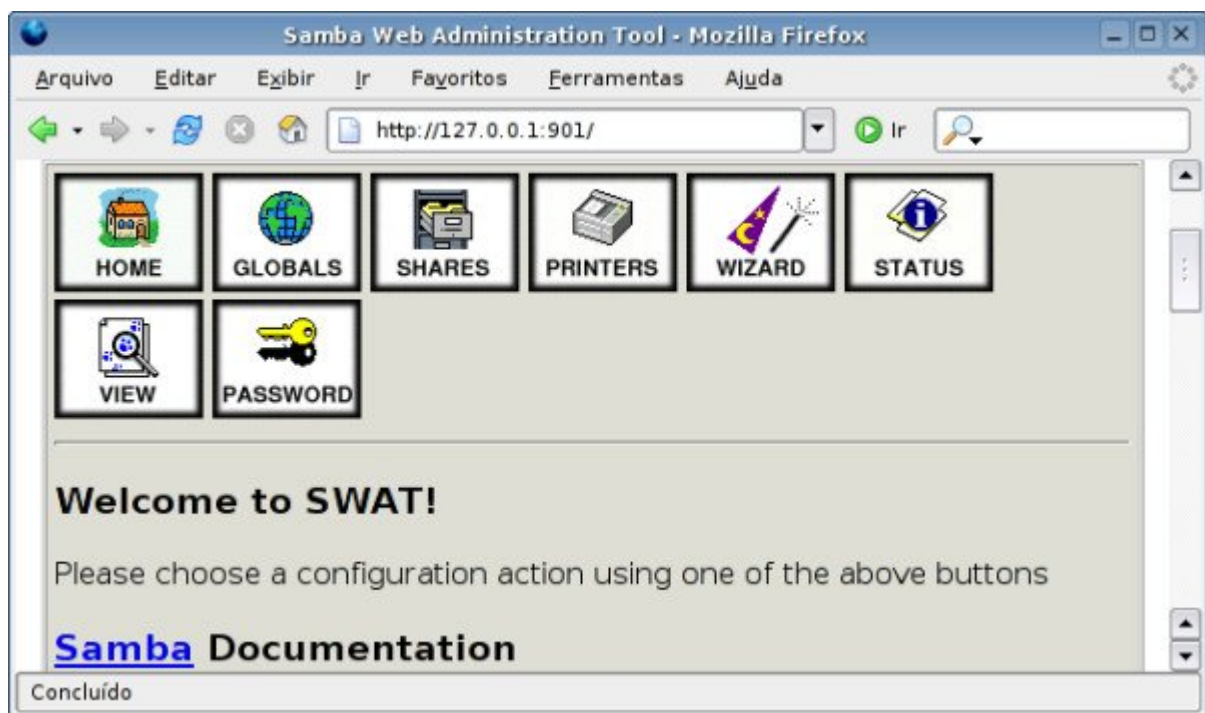 Samba Web Administration Tool - Mozilla Firefox
Arquivo Editar Exibir Ir Favoritos Ferramentas Ajuda
http://127.0.0.1:901/ Ir
HOME GLOBALS SHARES PRINTERS WIZARD STATUS
VIEW PASSWORD
Welcome to SWAT!
Please choose a configuration action using one of the above buttons
Samba Documentation
Concluído